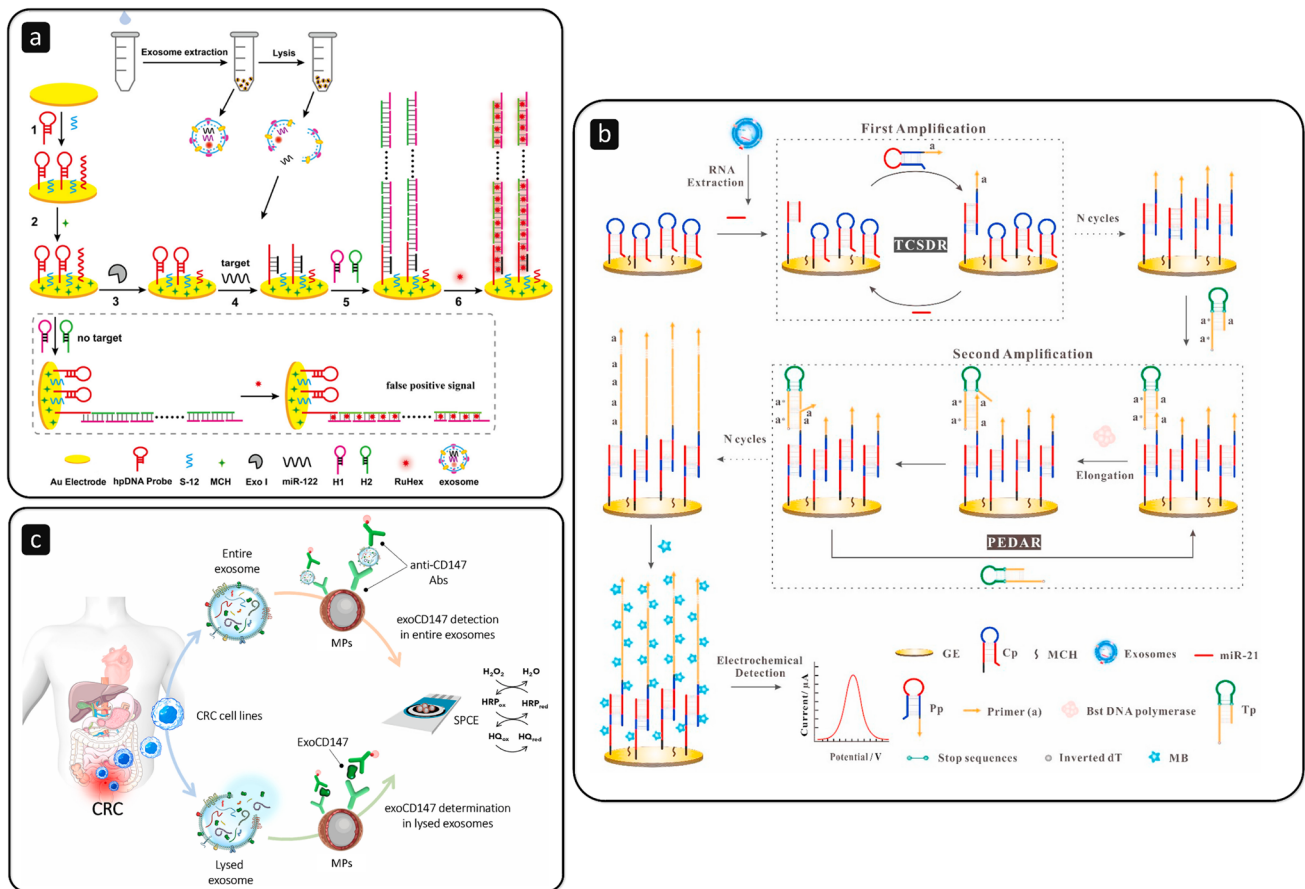 a
Exosome extraction
Lysis
1
2
3
target
4
5
6
no target
false positive signal
Au Electrode
hpDNA Probe
S-12
MCH
Exo I
miR-122
H1
H2
RuHex
exosome
b
First Amplification
a
RNA
Extraction
a
TCSDR
N cycles
a*
a
a*
Second Amplification
a
a
a
a
a
a*
a
a*
a*
a*
a*
a*
N cycles
Elongation
PEDAR
Electrochemical
Detection
Current/μA
Potential/V
GE
Cp
MCH
Exosomes
miR-21
Pp
Primer (a)
Bst DNA polymerase
Tp
Stop sequences
Inverted dT
MB
c
Entire
exosome
anti-CD147
Abs
MPs
exoCD147 detection
in entire exosomes
CRC cell lines
SPCE
H₂O₂
H₂O
HRPox
HRPred
HQox
HQred
ExoCD147
CRC
exoCD147 determination
in lysed exosomes
Lysed
exosome
MPs